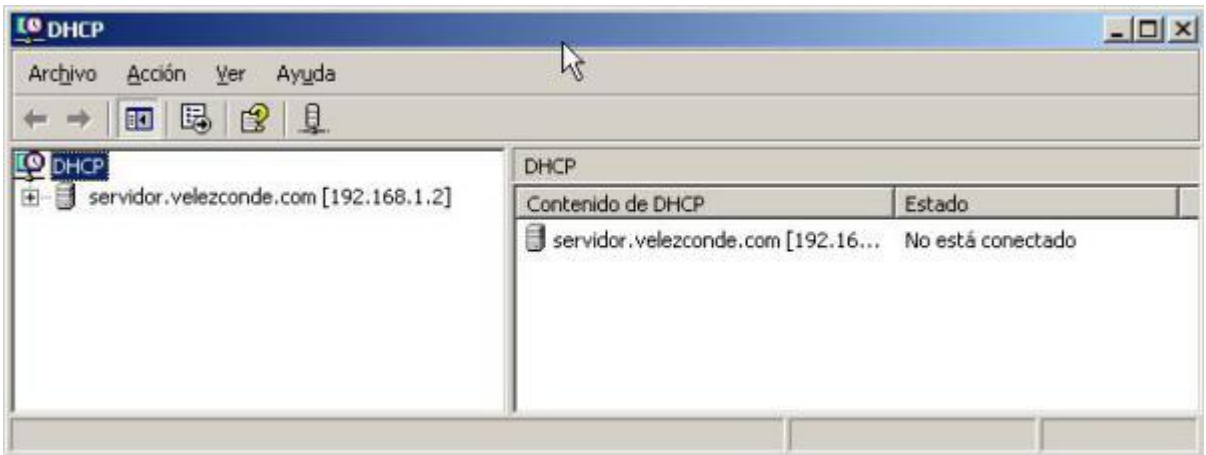 DHCP
Archivo Acción Ver Ayuda
DHCP
servidor.velezconde.com [192.168.1.2]
DHCP
Contenido de DHCP Estado
servidor.velezconde.com [192.16... No está conectado